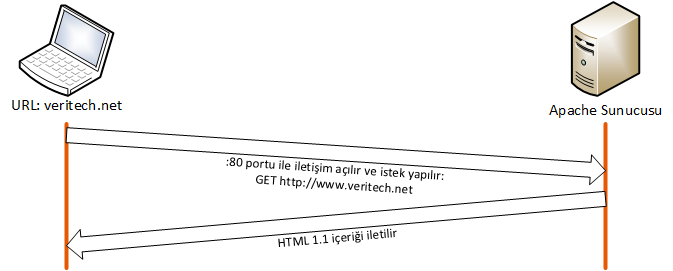 URL: veritech.net
Apache Sunucusu
:80 portu ile iletişim açılır ve istek yapılır:
GET http://www.veritech.net
HTML 1.1 içeriği iletilir